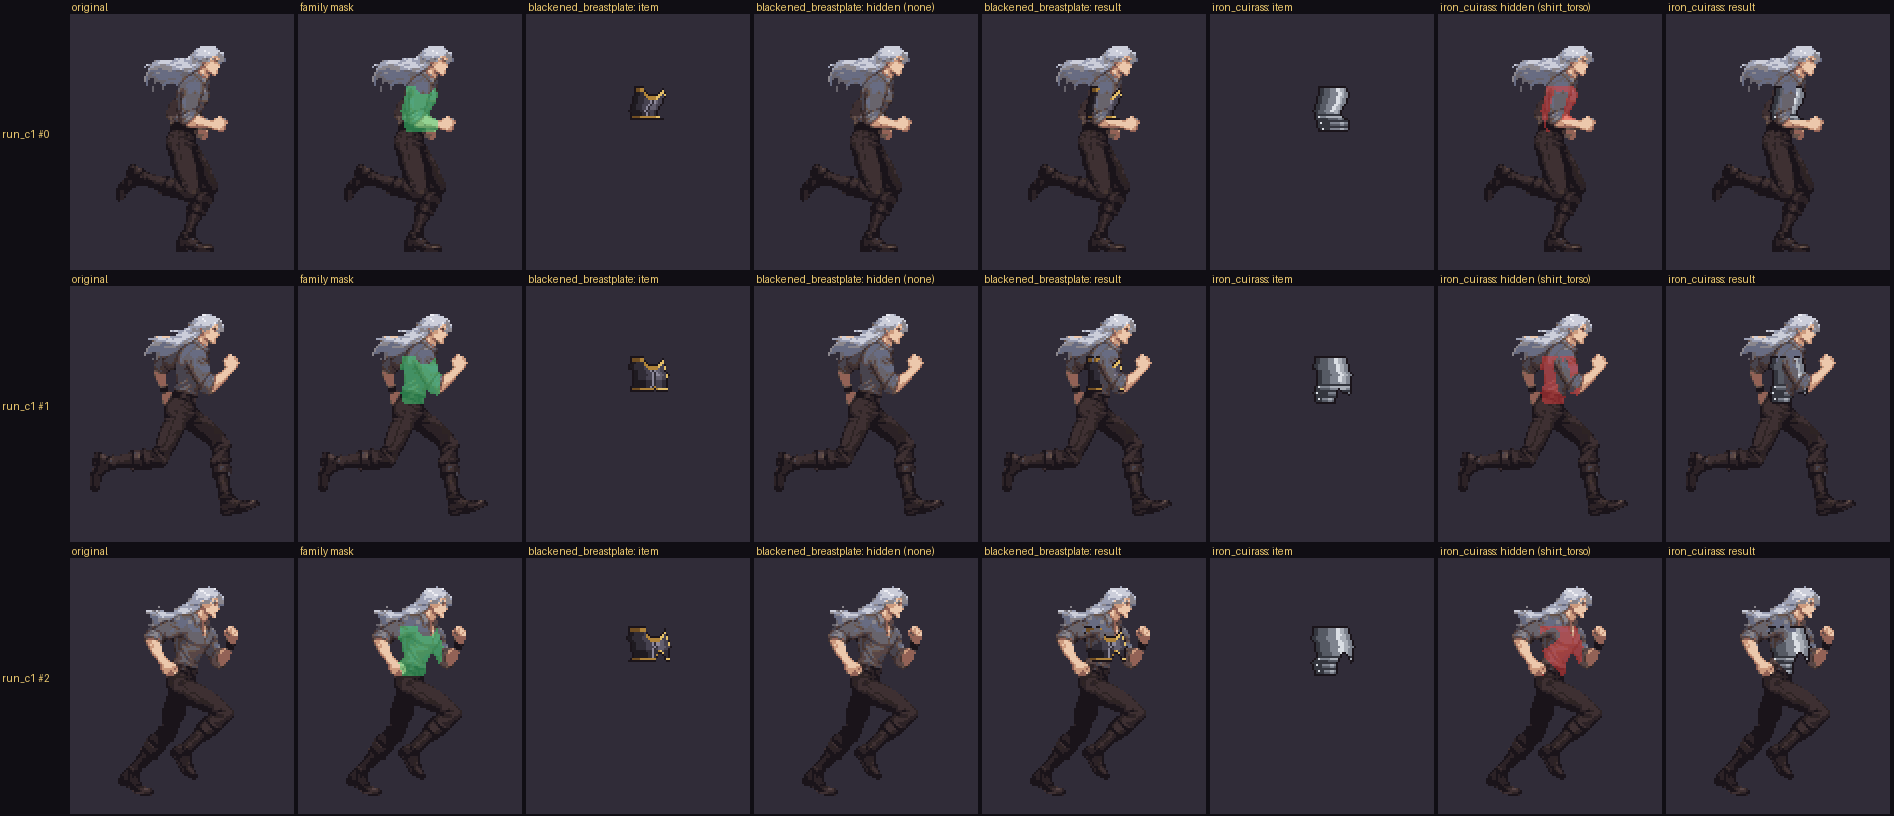 original family mask blackened_breastplate: item blackened_breastplate: hidden (none) blackened_breastplate: result iron_cuirass: item iron_cuirass: hidden (shirt_torso) iron_cuirass: result
run_c1 #0
original family mask blackened_breastplate: item blackened_breastplate: hidden (none) blackened_breastplate: result iron_cuirass: item iron_cuirass: hidden (shirt_torso) iron_cuirass: result
run_c1 #1
original family mask blackened_breastplate: item blackened_breastplate: hidden (none) blackened_breastplate: result iron_cuirass: item iron_cuirass: hidden (shirt_torso) iron_cuirass: result
run_c1 #2